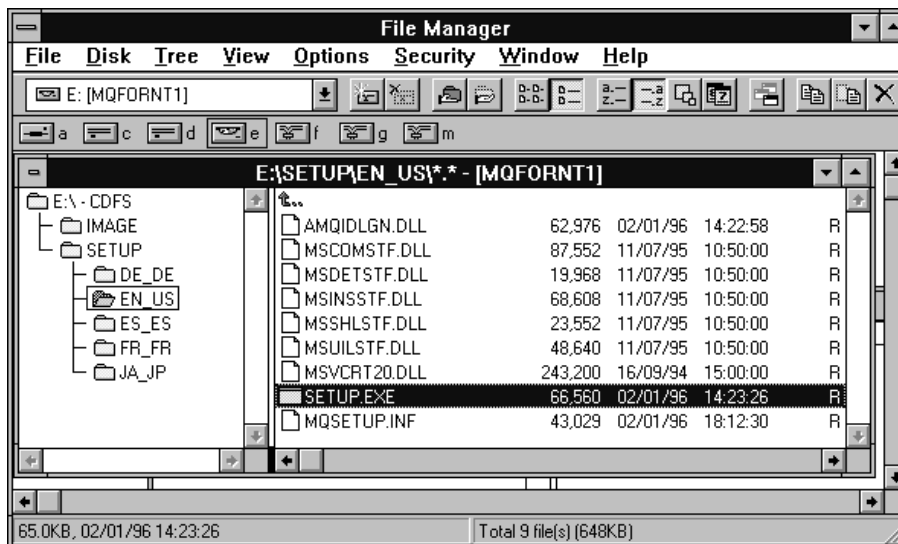 File Manager
File Disk Tree View Options Security Window Help
E: [MQFORNT1]
a c d e f g m
E:\SETUP\EN_US\*.* - [MQFORNT1]
E:\ - CDFS
IMAGE
SETUP
DE_DE
EN_US
ES_ES
FR_FR
JA_JP
..
AMQIDLGN.DLL 62,976 02/01/96 14:22:58 R
MSCOMSTF.DLL 87,552 11/07/95 10:50:00 R
MSDETSTF.DLL 19,968 11/07/95 10:50:00 R
MSINSSTF.DLL 68,608 11/07/95 10:50:00 R
MSSHLSTF.DLL 23,552 11/07/95 10:50:00 R
MSUILSTF.DLL 48,640 11/07/95 10:50:00 R
MSVCRT20.DLL 243,200 16/09/94 15:00:00 R
SETUP.EXE 66,560 02/01/96 14:23:26 R
MQSETUP.INF 43,029 02/01/96 18:12:30 R
65.0KB, 02/01/96 14:23:26 Total 9 file(s) (648KB)